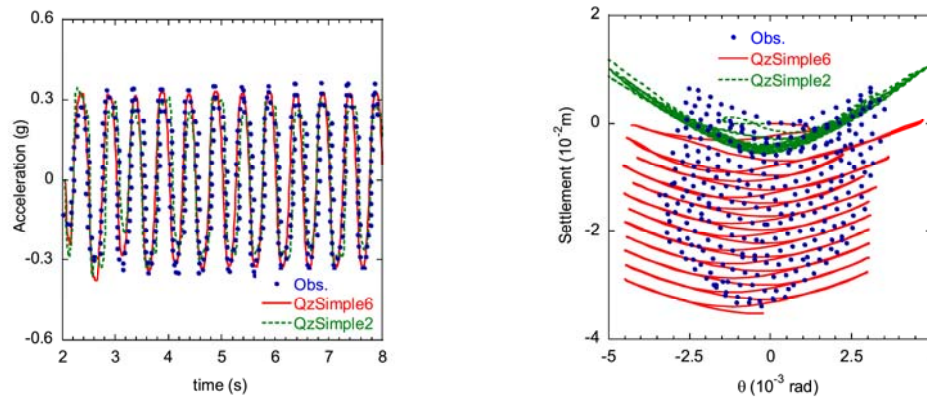 0.6
0.3
0
-0.3
-0.6
Acceleration (g)
Obs.
QzSimple6
QzSimple2
2 3 4 5 6 7 8
time (s)
2
0
-2
-4
Settlement (10⁻²m)
Obs.
QzSimple6
QzSimple2
-5 -2.5 0 2.5
θ (10⁻³ rad)